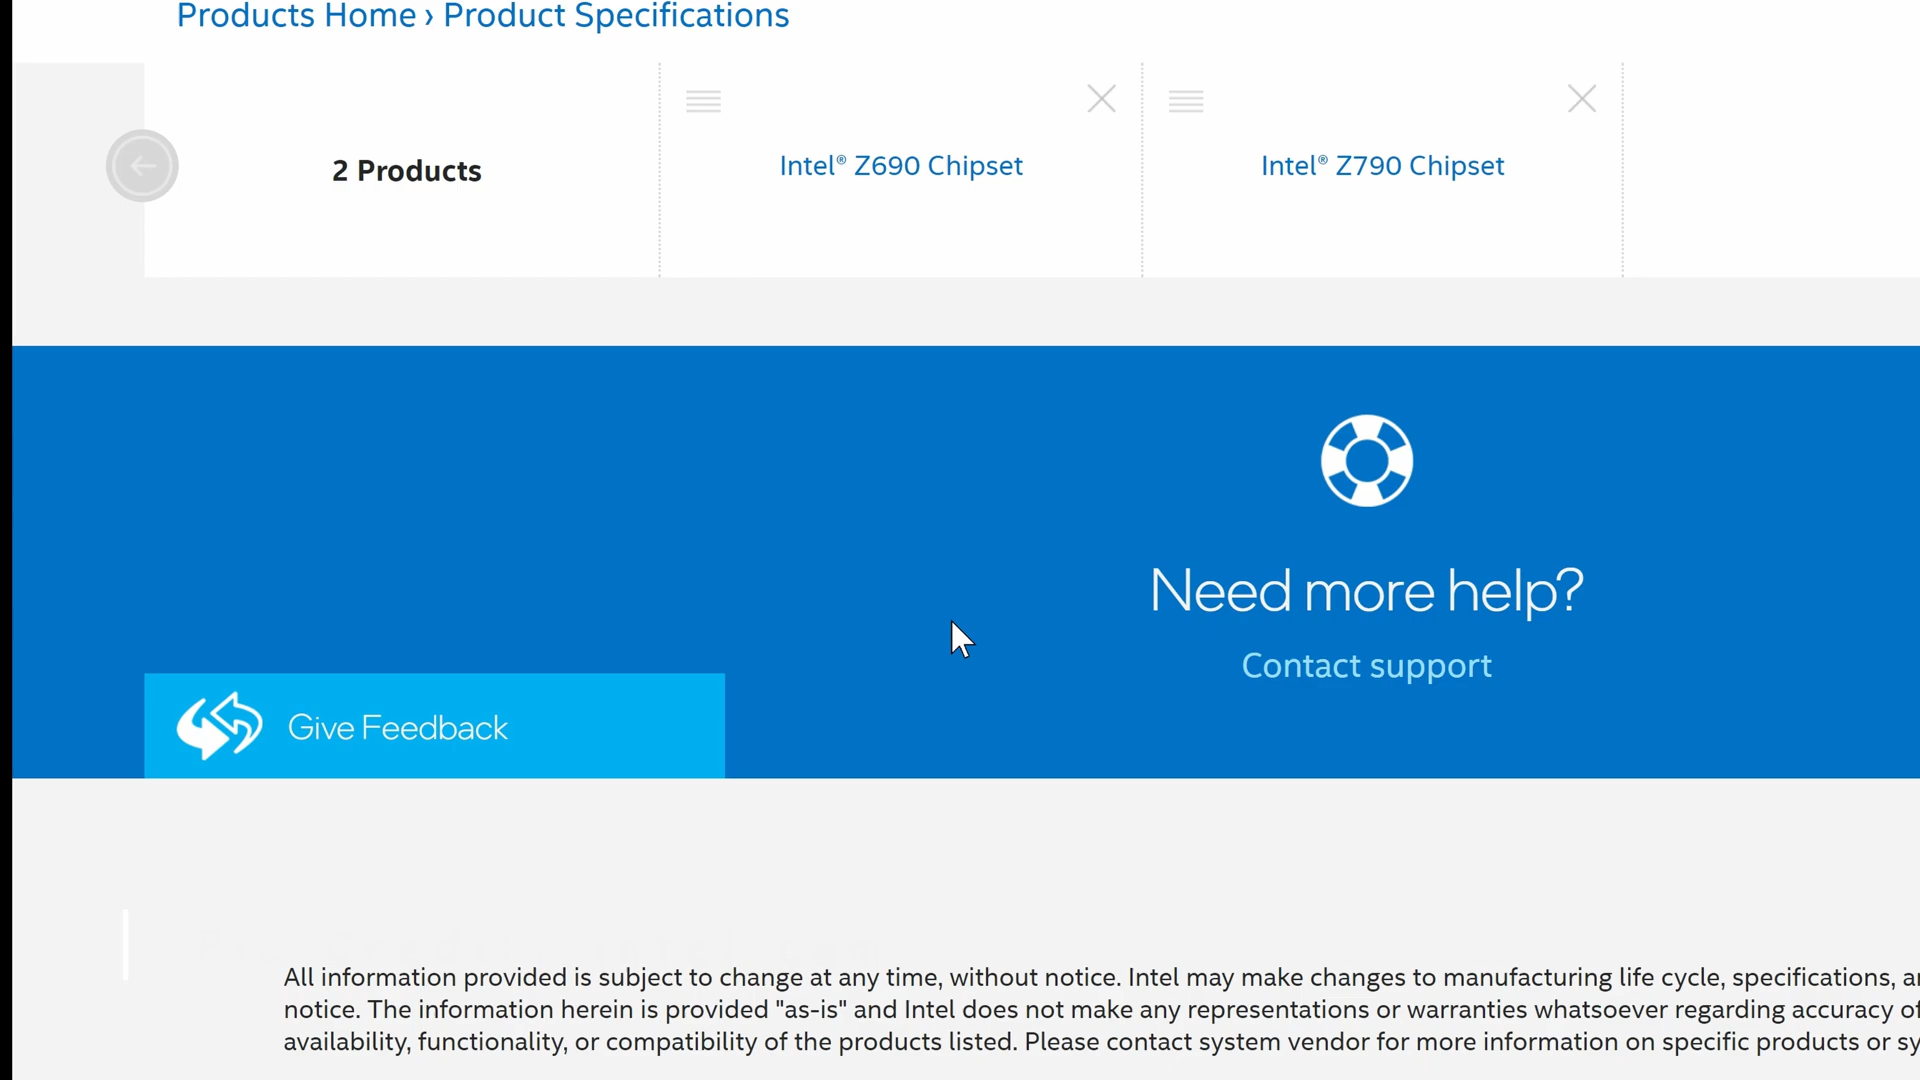 Products Home › Product Specifications
2 Products
Intel® Z690 Chipset
Intel® Z790 Chipset
Need more help?
Contact support
Give Feedback
All information provided is subject to change at any time, without notice. Intel may make changes to manufacturing life cycle, specifications,
notice. The information herein is provided "as-is" and Intel does not make any representations or warranties whatsoever regarding accuracy of
availability, functionality, or compatibility of the products listed. Please contact system vendor for more information on specific products or